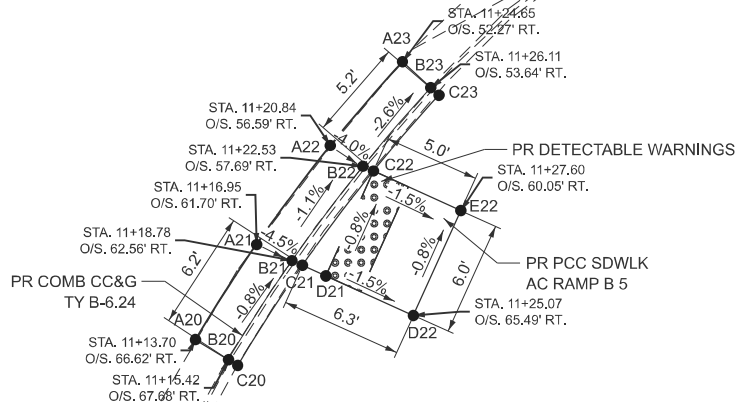 STA. 11+24.65
O/S. 52.27' RT.
A23
B23
STA. 11+26.11
O/S. 53.64' RT.
C23
5.2'
-2.6%
STA. 11+20.84
O/S. 56.59' RT.
A22
-4.0%
5.0'
PR DETECTABLE WARNINGS
STA. 11+22.53
O/S. 57.69' RT.
B22
C22
STA. 11+27.60
O/S. 60.05' RT.
E22
-1.5%
-1.1%
STA. 11+16.95
O/S. 61.70' RT.
-0.8%
-0.8%
6.0'
STA. 11+18.78
O/S. 62.56' RT.
A21
-4.5%
6.2'
B21
C21
D21
-1.5%
PR PCC SDWLK
AC RAMP B 5
PR COMB CC&G
TY B-6.24
-0.8%
6.3'
D22
STA. 11+25.07
O/S. 65.49' RT.
A20
B20
STA. 11+13.70
O/S. 66.62' RT.
C20
STA. 11+15.42
O/S. 67.68' RT.